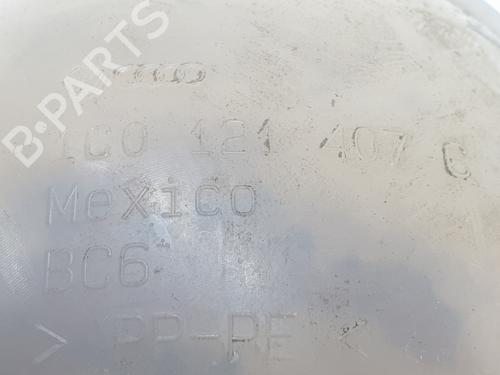 B-PARTS
1C0 121 407 C
Mexico
BC6
> PP-PE <